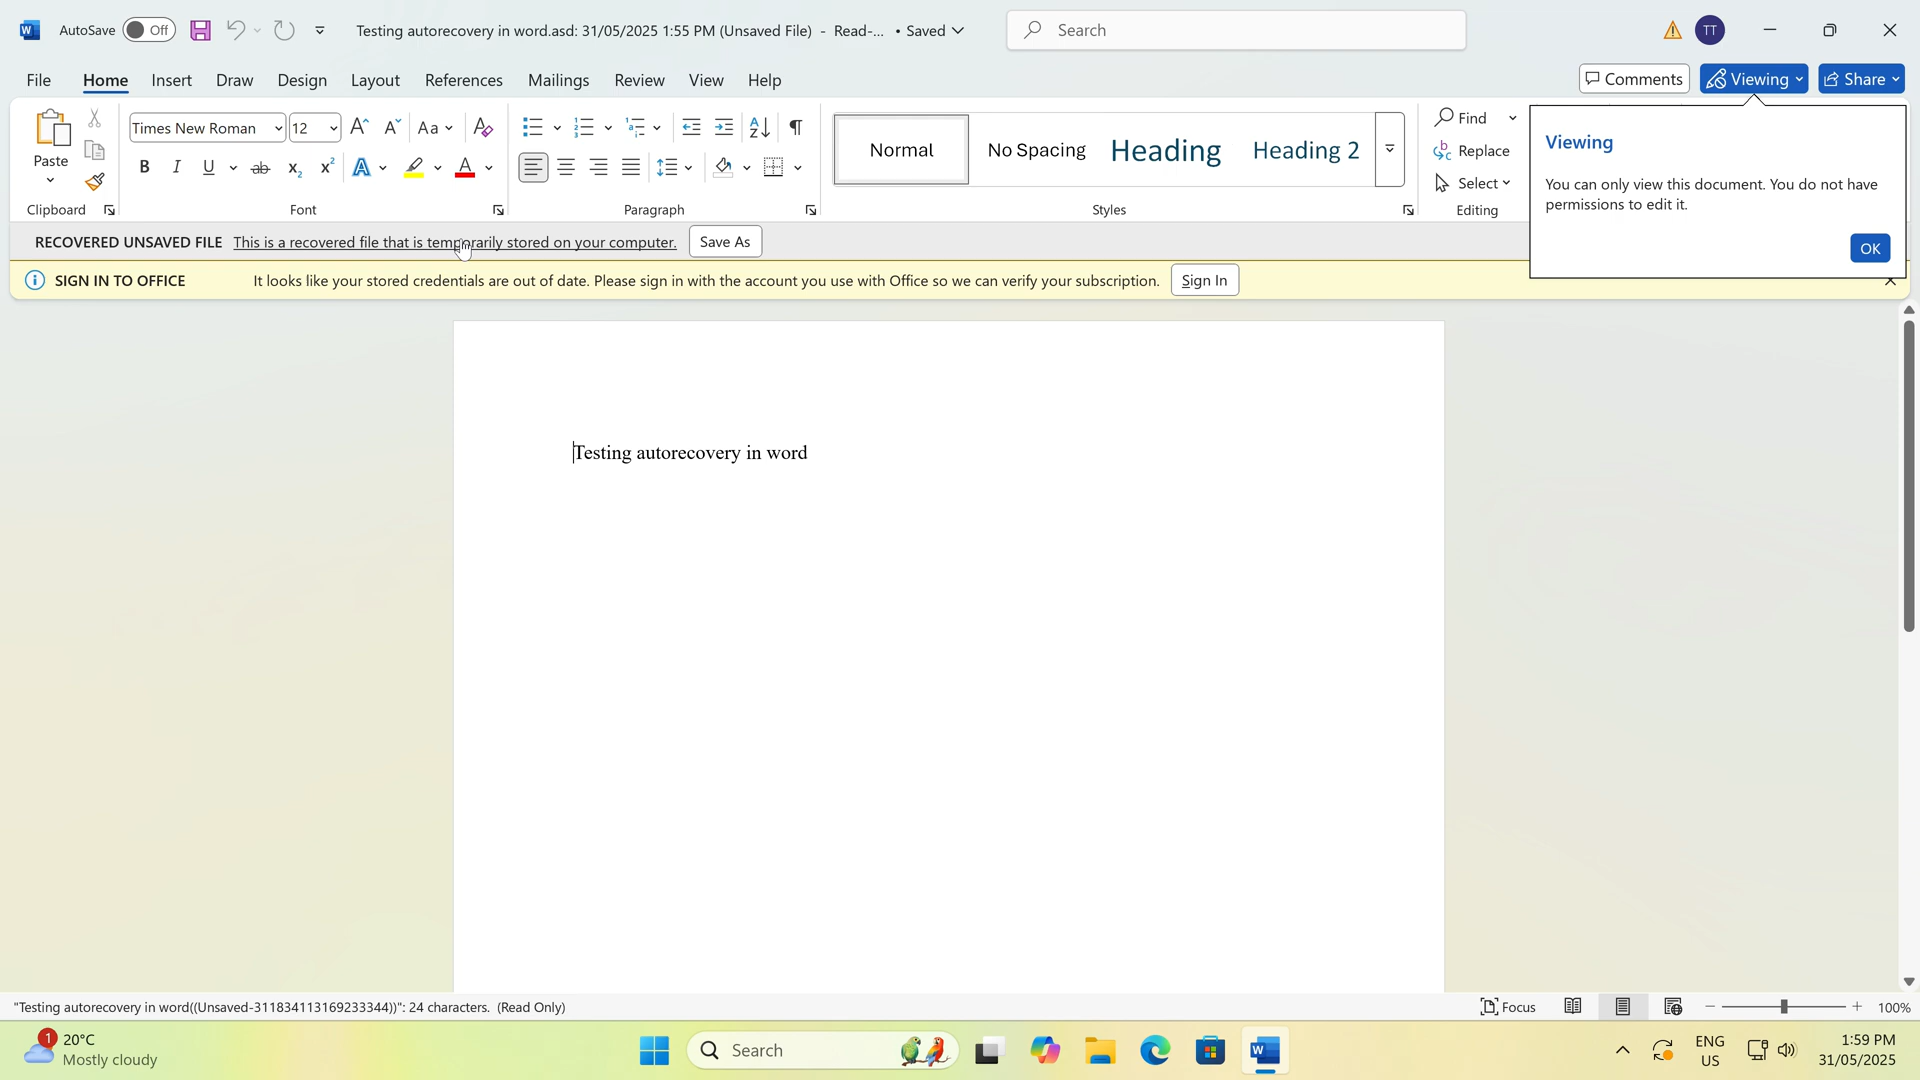 AutoSave Off Testing autorecovery in word.asd: 31/05/2025 1:55 PM (Unsaved File) - Read-... • Saved Search TT
File Home Insert Draw Design Layout References Mailings Review View Help Comments Viewing Share
Paste
Times New Roman 12 Aa
Normal No Spacing Heading Heading 2
Find
Replace
Select
Clipboard Font Paragraph Styles Editing
Viewing
You can only view this document. You do not have
permissions to edit it.
OK
RECOVERED UNSAVED FILE This is a recovered file that is temporarily stored on your computer. Save As
SIGN IN TO OFFICE It looks like your stored credentials are out of date. Please sign in with the account you use with Office so we can verify your subscription. Sign In
Testing autorecovery in word
"Testing autorecovery in word((Unsaved-311834113169233344))": 24 characters. (Read Only) Focus 100%
1 20°C
Mostly cloudy
Search
ENG
US
1:59 PM
31/05/2025